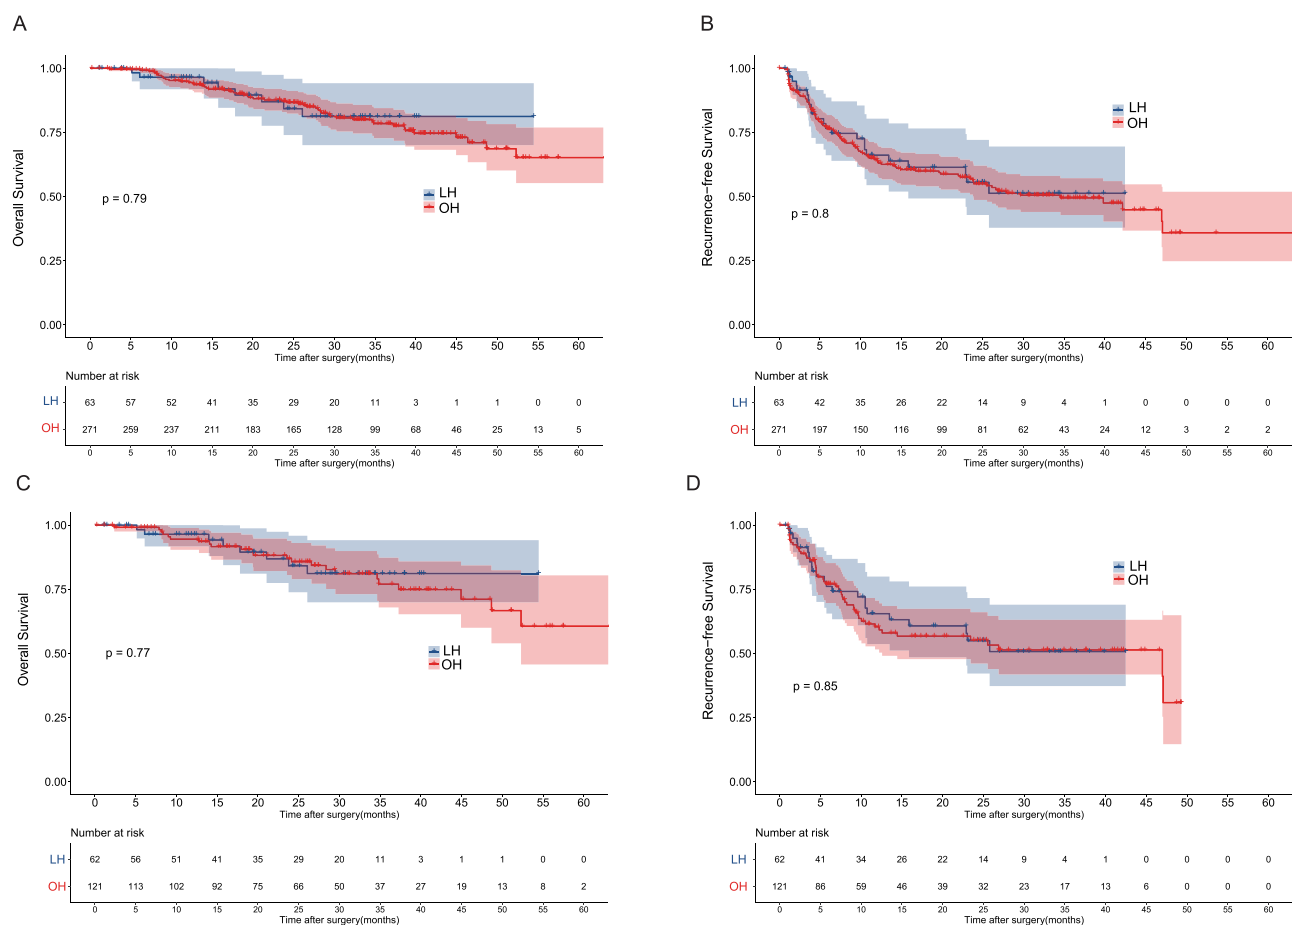 A
Overall Survival
1.00
0.75
0.50
0.25
0.00
p = 0.79
LH
OH
0 5 10 15 20 25 30 35 40 45 50 55 60
Time after surgery(months)
Number at risk
LH 63 57 52 41 35 29 20 11 3 1 1 0 0
OH 271 259 237 211 183 165 128 99 68 46 25 13 5
0 5 10 15 20 25 30 35 40 45 50 55 60
Time after surgery(months)
B
Recurrence-free Survival
1.00
0.75
0.50
0.25
0.00
p = 0.8
LH
OH
0 5 10 15 20 25 30 35 40 45 50 55 60
Time after surgery(months)
Number at risk
LH 63 42 35 26 22 14 9 4 1 0 0 0 0
OH 271 197 150 116 99 81 62 43 24 12 3 2 2
0 5 10 15 20 25 30 35 40 45 50 55 60
Time after surgery(months)
C
Overall Survival
1.00
0.75
0.50
0.25
0.00
p = 0.77
LH
OH
0 5 10 15 20 25 30 35 40 45 50 55 60
Time after surgery(months)
Number at risk
LH 62 56 51 41 35 29 20 11 3 1 1 0 0
OH 121 113 102 92 75 66 50 37 27 19 13 8 2
0 5 10 15 20 25 30 35 40 45 50 55 60
Time after surgery(months)
D
Recurrence-free Survival
1.00
0.75
0.50
0.25
0.00
p = 0.85
LH
OH
0 5 10 15 20 25 30 35 40 45 50 55 60
Time after surgery(months)
Number at risk
LH 62 41 34 26 22 14 9 4 1 0 0 0 0
OH 121 86 59 46 39 32 23 17 13 6 0 0 0
0 5 10 15 20 25 30 35 40 45 50 55 60
Time after surgery(months)